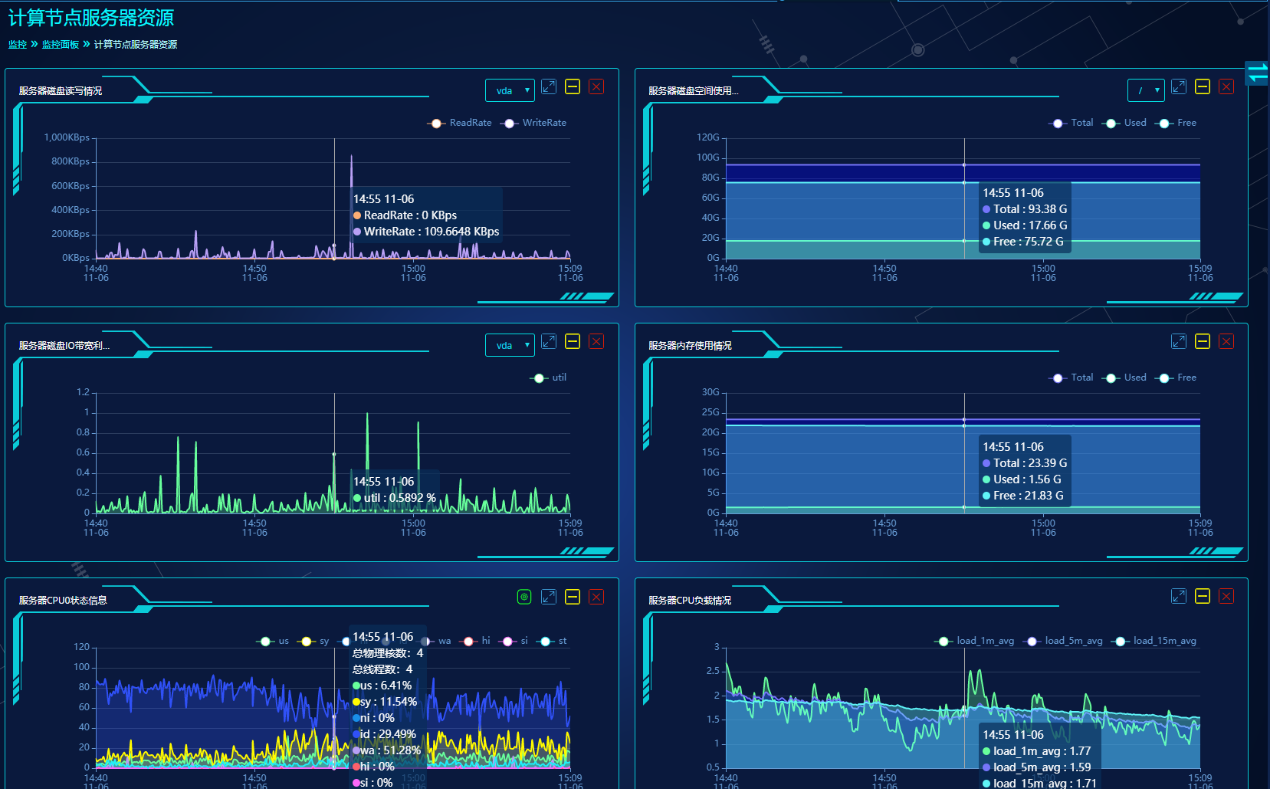 计算节点服务器资源
监控 » 监控面板 » 计算节点服务器资源
服务器磁盘读写情况
vda
ReadRate WriteRate
1,000KBps
800KBps
600KBps
400KBps
200KBps
0KBps
14:55 11-06
ReadRate : 0 KBps
WriteRate : 109.6648 KBps
14:40 14:50 15:00 15:09
11-06 11-06 11-06 11-06
服务器磁盘空间使用...
/
Total Used Free
120G
100G
80G
60G
40G
20G
0G
14:55 11-06
Total : 93.38 G
Used : 17.66 G
Free : 75.72 G
14:40 14:50 15:00 15:09
11-06 11-06 11-06 11-06
服务器磁盘IO带宽利...
vda
util
1.2
1
0.8
0.6
0.4
0.2
0
14:55 11-06
util : 0.5892 %
14:40 14:50 15:00 15:09
11-06 11-06 11-06 11-06
服务器内存使用情况
Total Used Free
30G
25G
20G
15G
10G
5G
0G
14:55 11-06
Total : 23.39 G
Used : 1.56 G
Free : 21.83 G
14:40 14:50 15:00 15:09
11-06 11-06 11-06 11-06
服务器CPU0状态信息
us sy wa hi si st
120
100
80
60
40
20
0
14:55 11-06
总物理核数：4
总线程数：4
us : 6.41%
sy : 11.54%
ni : 0%
id : 29.49%
wa : 51.28%
hi : 0%
si : 0%
14:40 14:50 15:00 15:09
11-06 11-06 11-06
服务器CPU负载情况
load_1m_avg load_5m_avg load_15m_avg
3
2.5
2
1.5
1
0.5
14:55 11-06
load_1m_avg : 1.77
load_5m_avg : 1.59
load_15m_avg : 1.71
14:40 14:50 15:00 15:09
11-06 11-06 11-06 11-06